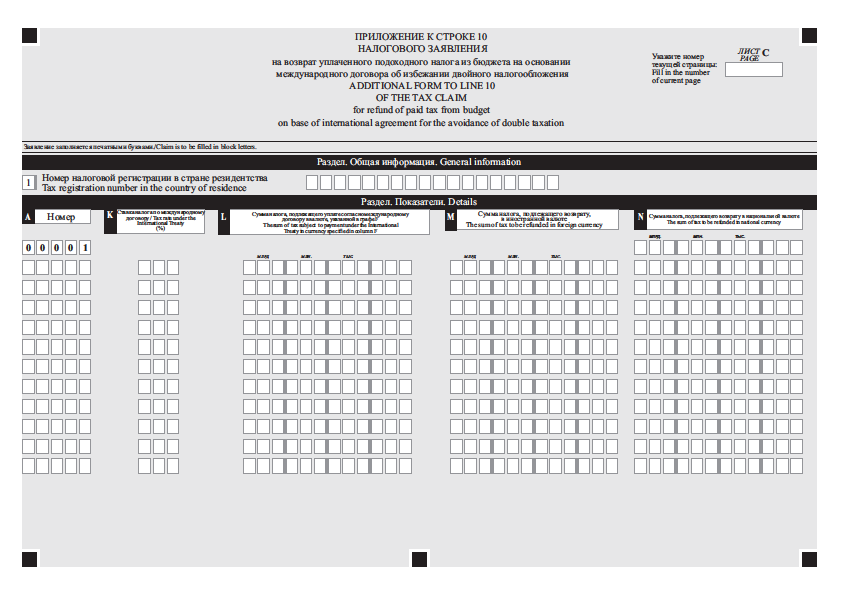 ПРИЛОЖЕНИЕ К СТРОКЕ 10
НАЛОГОВОГО ЗАЯВЛЕНИЯ
на возврат уплаченного подоходного налога из бюджета на основании
международного договора об избежании двойного налогообложения
ADDITIONAL FORM TO LINE 10
OF THE TAX CLAIM
for refund of paid tax from budget
on base of international agreement for the avoidance of double taxation
Укажите номер
текущей страницы:
Fill in the number
of current page
ЛИСТ C
PAGE
Заявление заполняется печатными буквами/Claim is to be filled in block letters.
Раздел. Общая информация. General information
1 Номер налоговой регистрации в стране резидентства
Tax registration number in the country of residence
Раздел. Показатели. Details
A Номер
K Ставка налога по международному
договору / Tax rate under the
International Treaty
(%)
L Сумма налога, подлежащего уплате согласно международному
договору в валюте, указанной в графе F
The sum of tax subject to payment under the International
Treaty in currency specified in column F
M Сумма налога, подлежащего возврату,
в иностранной валюте
The sum of tax to be refunded in foreign currency
N Сумма налога, подлежащего возврату в национальной валюте
The sum of tax to be refunded in national currency
0 0 0 0 1
млрд. млн. тыс.
млрд. млн. тыс.
млрд. млн. тыс.